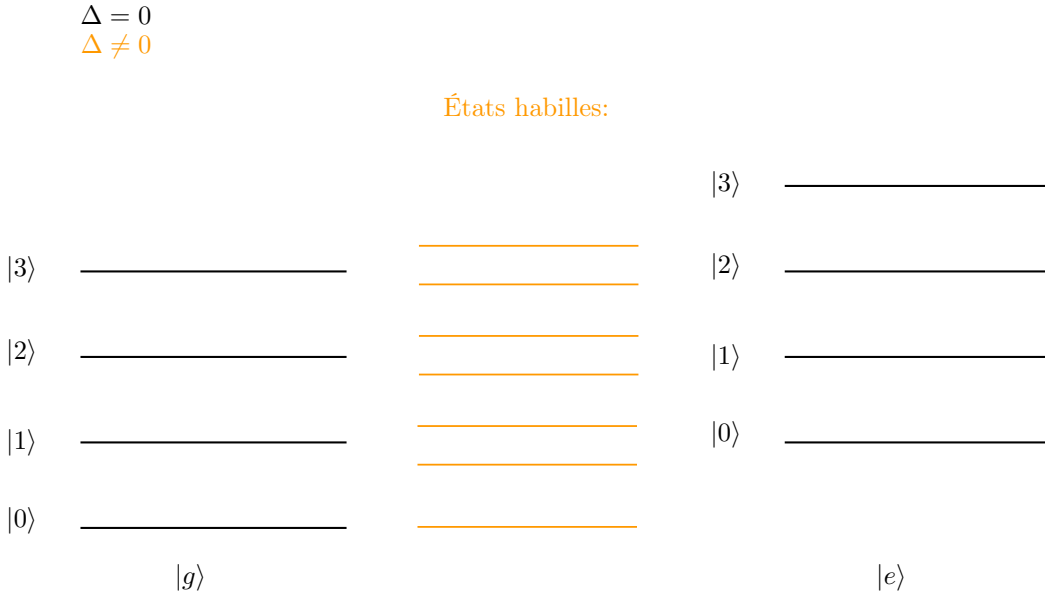 Δ = 0
Δ ≠ 0
États habilles:
|3⟩
|3⟩
|2⟩
|2⟩
|1⟩
|1⟩
|0⟩
|0⟩
|g⟩
|e⟩